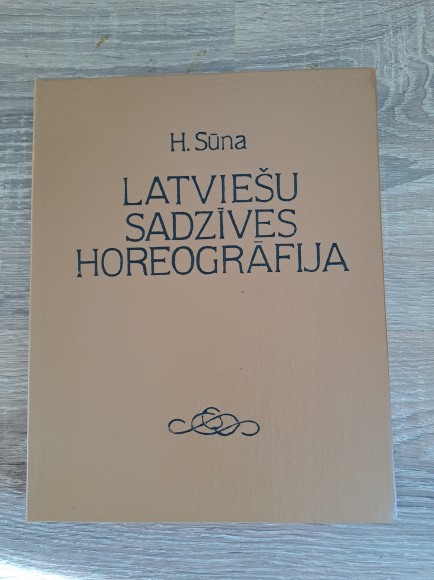 H. Sūna
LATVIEŠU
SADZĪVES
HOREOGRĀFIJA